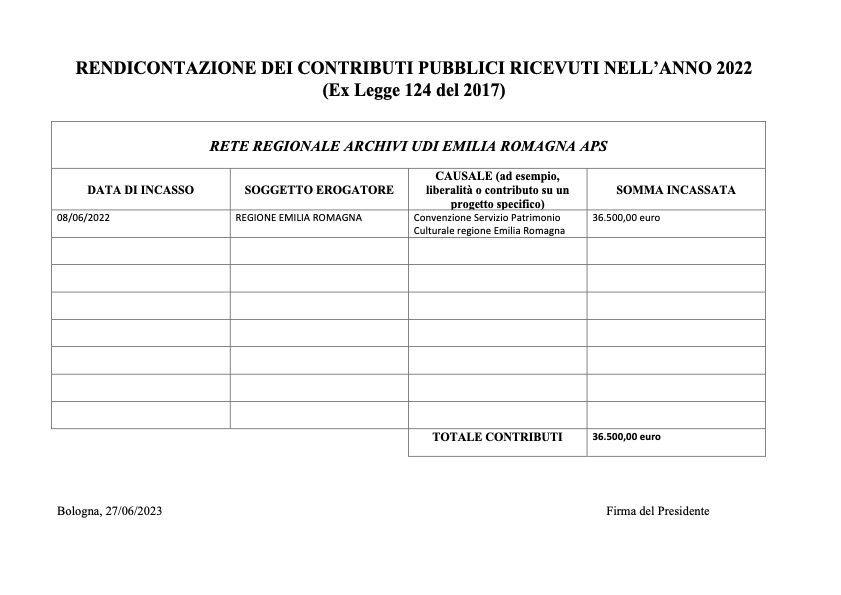 RENDICONTAZIONE DEI CONTRIBUTI PUBBLICI RICEVUTI NELL’ANNO 2022
(Ex Legge 124 del 2017)
RETE REGIONALE ARCHIVI UDI EMILIA ROMAGNA APS
DATA DI INCASSO
SOGGETTO EROGATORE
CAUSALE (ad esempio,
liberalità o contributo su un
progetto specifico)
SOMMA INCASSATA
08/06/2022
REGIONE EMILIA ROMAGNA
Convenzione Servizio Patrimonio
Culturale regione Emilia Romagna
36.500,00 euro
TOTALE CONTRIBUTI
36.500,00 euro
Bologna, 27/06/2023
Firma del Presidente